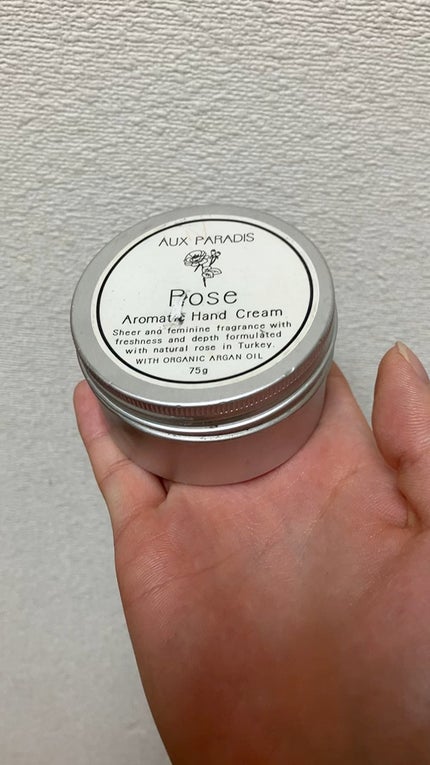 AUX PARADIS
Rose
Aromatic Hand Cream
Sheer and feminine fragrance with
freshness and depth formulated
with natural rose in Turkey.
WITH ORGANIC ARGAN OIL
75g